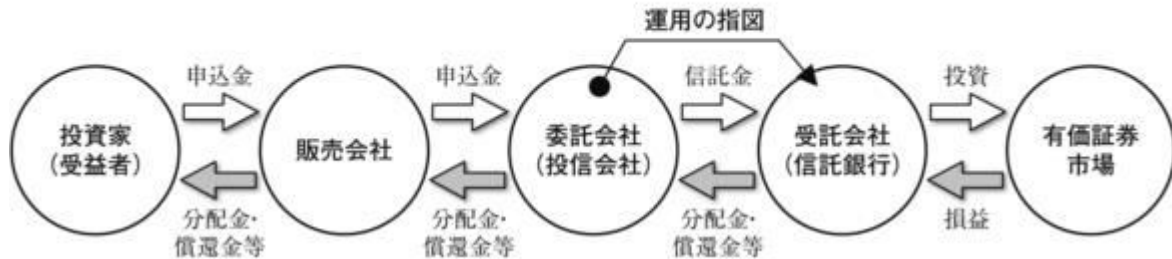 運用の指図
申込金
申込金
信託金
投資
投資家
（受益者）
販売会社
委託会社
（投信会社）
受託会社
（信託銀行）
有価証券
市場
分配金・
償還金等
分配金・
償還金等
分配金・
償還金等
損益